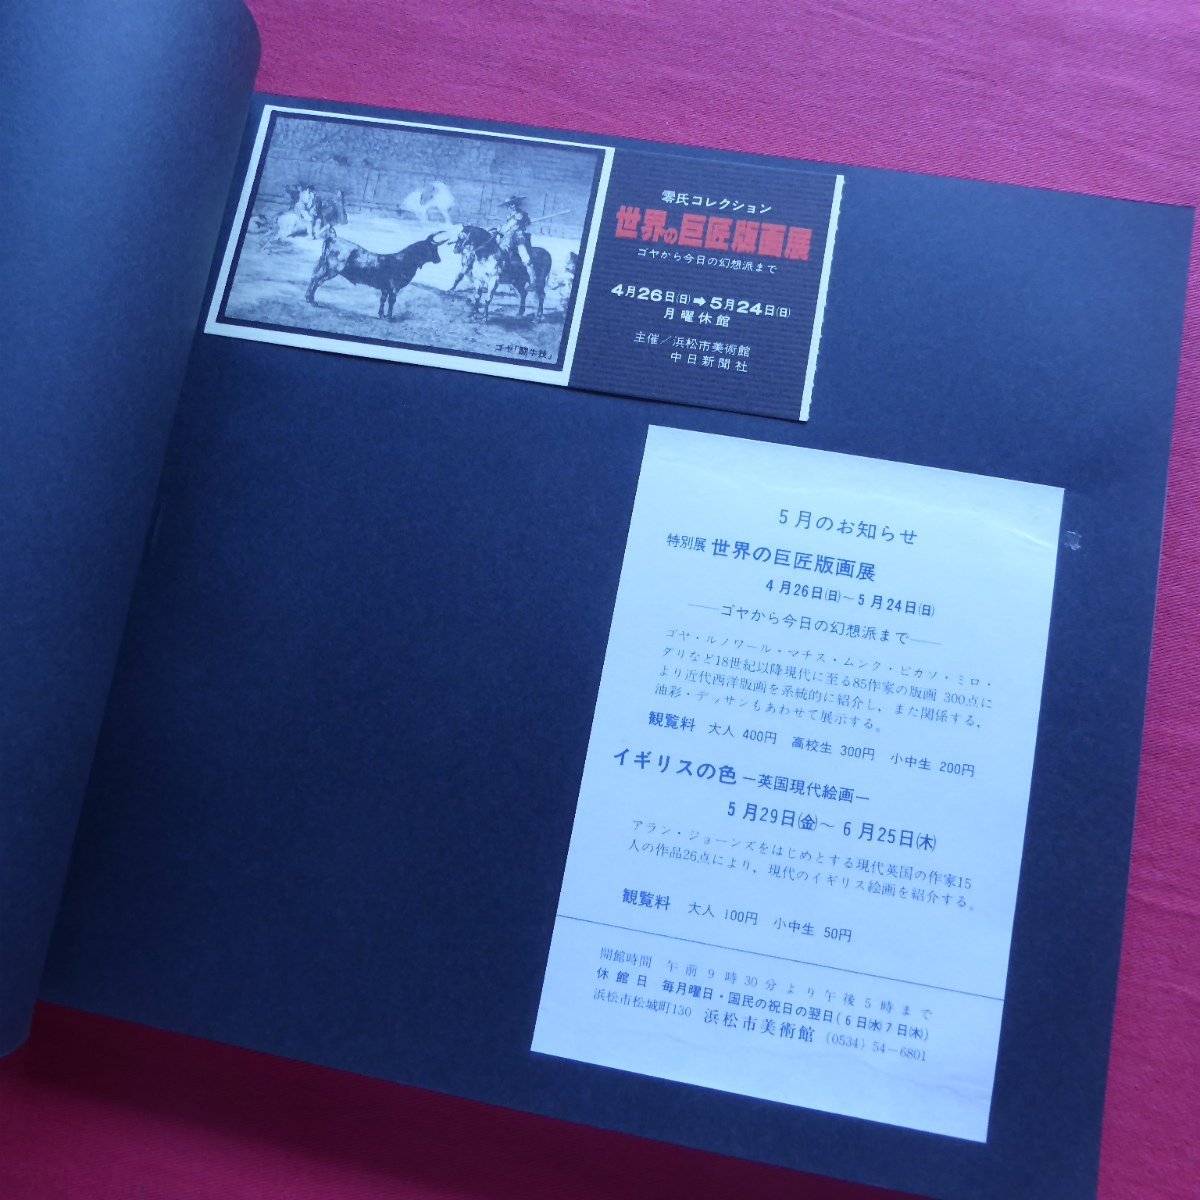 零氏コレクション
世界の巨匠版画展
ゴヤから今日の幻想派まで
4月26日(日)➡5月24日(日)
月曜休館
主催／浜松市美術館
中日新聞社
ゴヤ「闘牛技」
5月のお知らせ
特別展 世界の巨匠版画展
4月26日(日)～5月24日(日)
――ゴヤから今日の幻想派まで――
ゴヤ・ルノワール・マチス・ムンク・ピカソ・ミロ・
ダリなど18世紀以降現代に至る85作家の版画 300点に
より近代西洋版画を系統的に紹介し，また関係する，
油彩・デッサンもあわせて展示する。
観覧料 大人 400円 高校生 300円 小中生 200円
イギリスの色 ―英国現代絵画―
5月29日(金)～ 6月25日(木)
アラン・ジョーンズをはじめとする現代英国の作家15
人の作品26点により，現代のイギリス絵画を紹介する。
観覧料 大人 100円 小中生 50円
開館時間 午前9時30分より午後5時まで
休館日 毎月曜日・国民の祝日の翌日(6日(水)7日(木))
浜松市松城町130 浜松市美術館 (0534) 54-6801